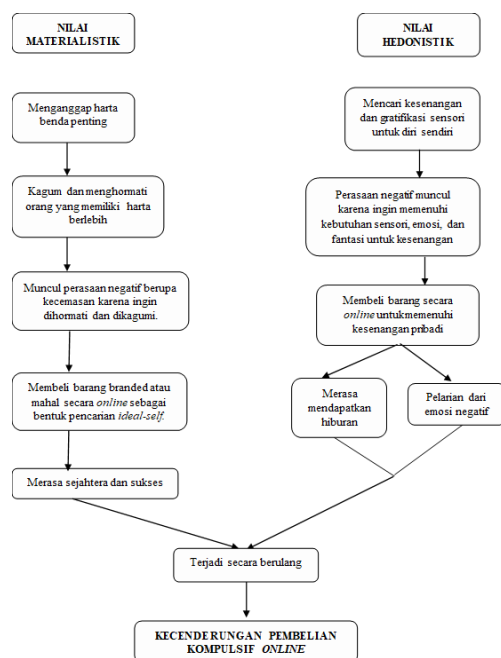 NILAI
MATERIALISTIK
NILAI
HEDONISTIK
Menganggap harta
benda penting
Mencari kesenangan
dan gratifikasi sensori
untuk diri sendiri
Kagum dan menghormati
orang yang memiliki harta
berlebih
Perasaan negatif muncul
karena ingin memenuhi
kebutuhan sensori, emosi, dan
fantasi untuk kesenangan
Muncul perasaan negatif berupa
kecemasan karena ingin
dihormati dan dikagumi.
Membeli barang secara
online untukmemenuhi
kesenangan pribadi
Membeli barang branded atau
mahal secara online sebagai
bentuk pencarian ideal-self.
Merasa
mendapatkan
hiburan
Pelarian dari
emosi negatif
Merasa sejahtera dan sukses
Terjadi secara berulang
KECENDERUNGAN PEMBELIAN
KOMPULSIF ONLINE